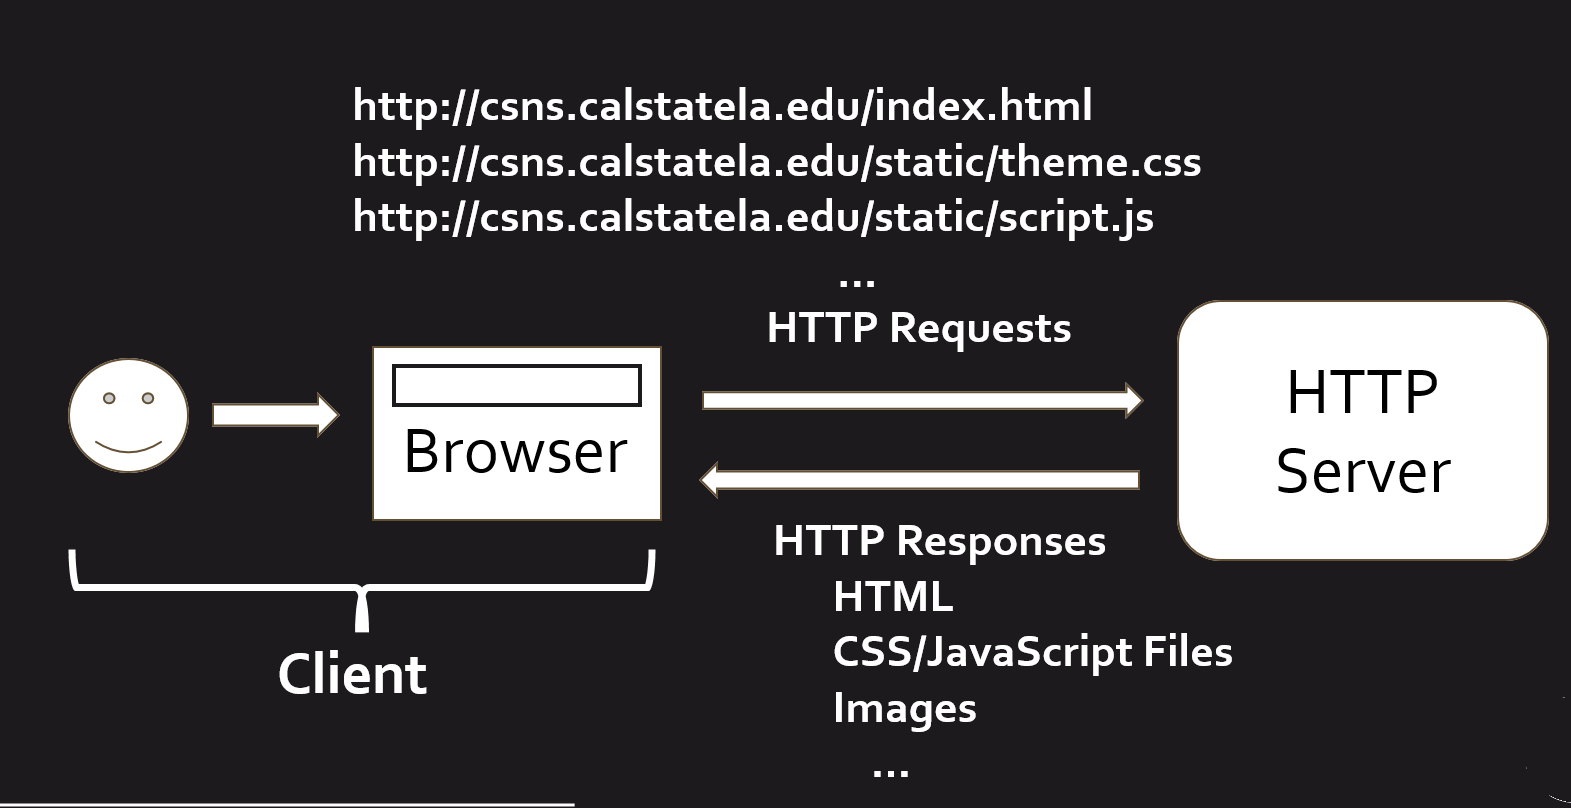 http://csns.calstatela.edu/index.html
http://csns.calstatela.edu/static/theme.css
http://csns.calstatela.edu/static/script.js
...
HTTP Requests
Browser
HTTP
Server
HTTP Responses
HTML
CSS/JavaScript Files
Images
...
Client